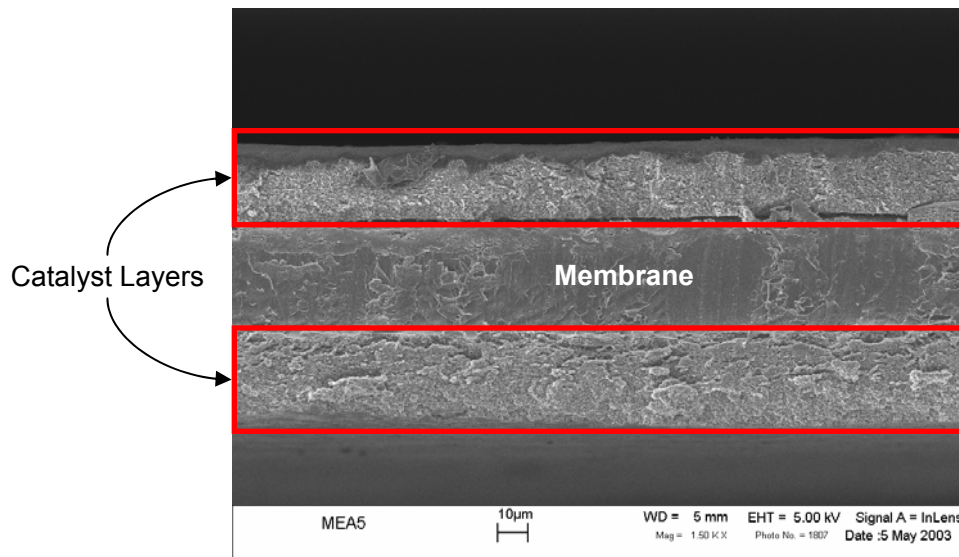 Catalyst Layers
Membrane
MEA5
10µm
WD = 5 mm EHT = 5.00 kV Signal A = InLens
Mag = 1.50 K X Photo No. = 1807 Date :5 May 2003